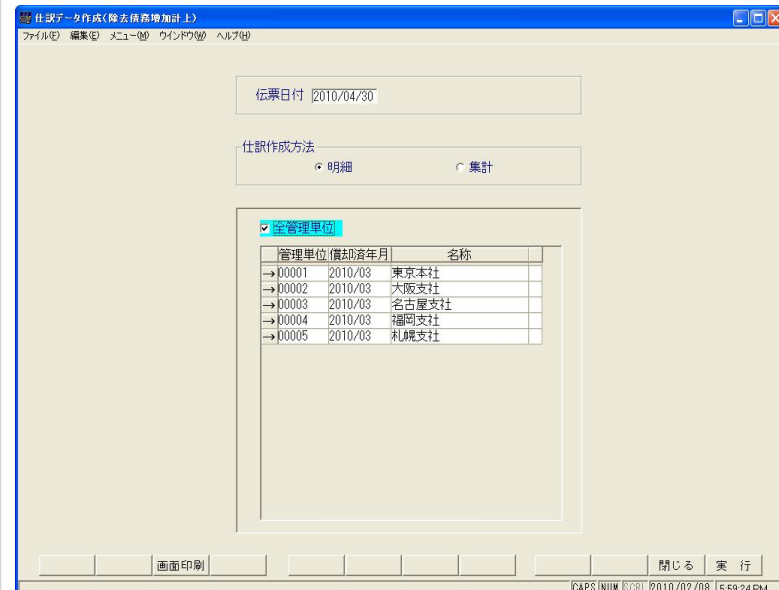 仕訳データ作成(除去債務増加計上)
ファイル(F) 編集(E) メニュー(M) ウインドウ(W) ヘルプ(H)
伝票日付 2010/04/30
仕訳作成方法
明細 集計
全管理単位
管理単位 償却済年月 名称
→ 00001 2010/03 東京本社
→ 00002 2010/03 大阪支社
→ 00003 2010/03 名古屋支社
→ 00004 2010/03 福岡支社
→ 00005 2010/03 札幌支社
画面印刷 閉じる 実 行
CAPS NUM SCRL 2010/02/08 5:59:24 PM